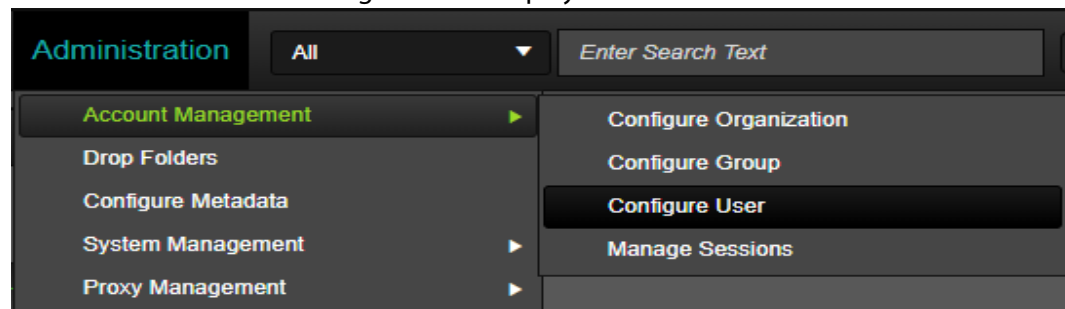 Administration All Enter Search Text
Account Management
Drop Folders
Configure Metadata
System Management
Proxy Management
Configure Organization
Configure Group
Configure User
Manage Sessions